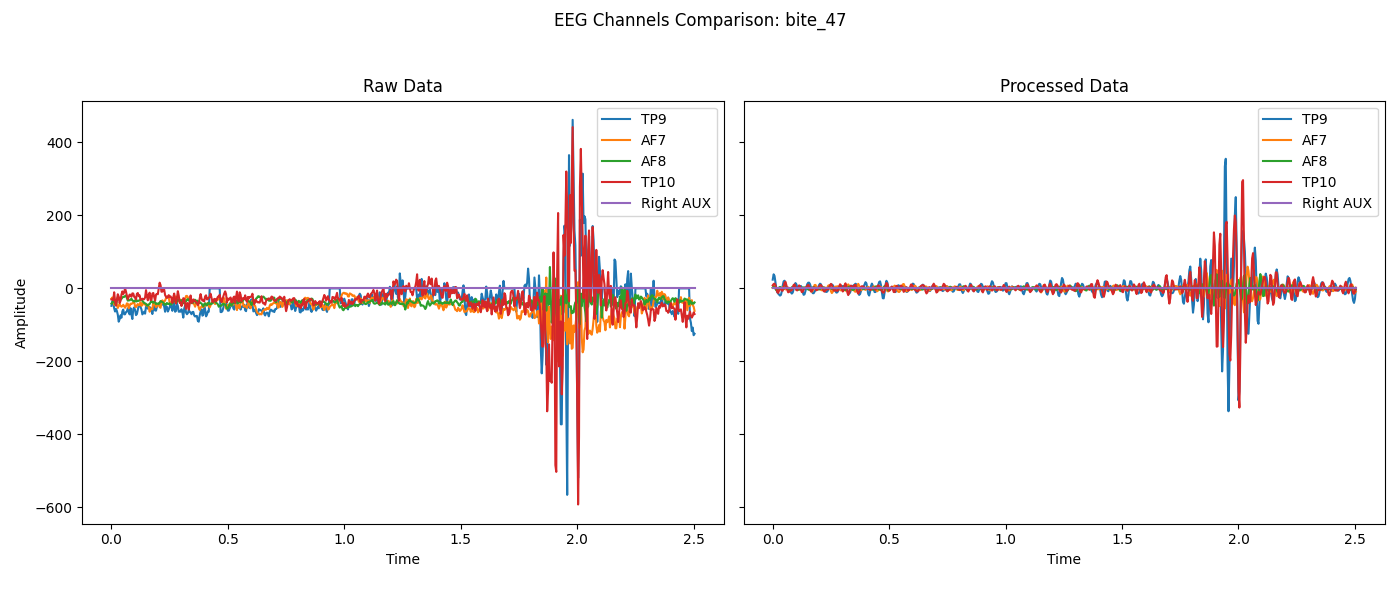 EEG Channels Comparison: bite_47
Raw Data
Processed Data
TP9
AF7
AF8
TP10
Right AUX
TP9
AF7
AF8
TP10
Right AUX
400
200
0
−200
−400
−600
Amplitude
0.0 0.5 1.0 1.5 2.0 2.5
0.0 0.5 1.0 1.5 2.0 2.5
Time
Time